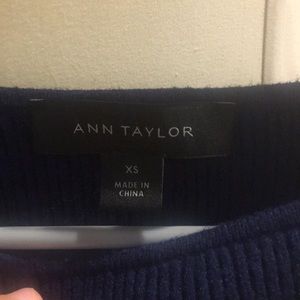 ANN TAYLOR
XS
MADE IN
CHINA